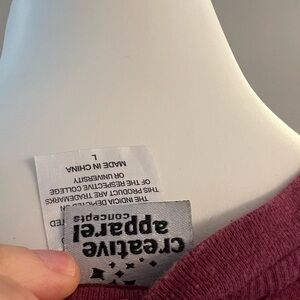 creative
apparel
concepts
THE INDICIA DEPICTED ON
THIS PRODUCT ARE TRADEMARKS
OF THE RESPECTIVE COLLEGE
OR UNIVERSITY
MADE IN CHINA
L